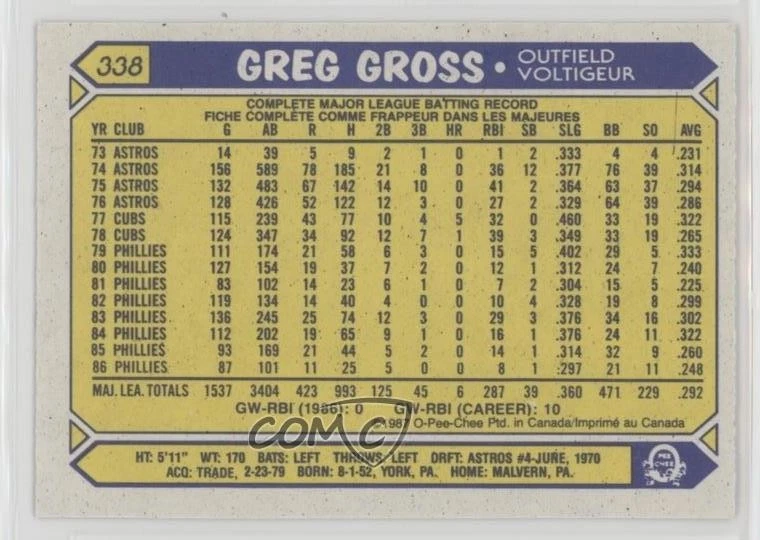 338 GREG GROSS • OUTFIELD
VOLTIGEUR
COMPLETE MAJOR LEAGUE BATTING RECORD
FICHE COMPLÈTE COMME FRAPPEUR DANS LES MAJEURES
YR CLUB G AB R H 2B 3B HR RBI SB SLG BB SO AVG
73 ASTROS 14 39 5 9 2 1 0 1 2 .333 4 4 .231
74 ASTROS 156 589 78 185 21 8 0 36 12 .377 76 39 .314
75 ASTROS 132 483 67 142 14 10 0 41 2 .364 63 37 .294
76 ASTROS 128 426 52 122 12 3 0 27 2 .329 64 39 .286
77 CUBS 115 239 43 77 10 4 5 32 0 .460 33 19 .322
78 CUBS 124 347 34 92 12 7 1 39 3 .349 33 19 .265
79 PHILLIES 111 174 21 58 6 3 0 15 5 .402 29 5 .333
80 PHILLIES 127 154 19 37 7 2 0 12 1 .312 24 7 .240
81 PHILLIES 83 102 14 23 6 1 0 7 2 .304 15 5 .225
82 PHILLIES 119 134 14 40 4 0 0 10 4 .328 19 8 .299
83 PHILLIES 136 245 25 74 12 3 0 29 3 .376 34 16 .302
84 PHILLIES 112 202 19 65 9 1 0 16 1 .376 24 11 .322
85 PHILLIES 93 169 21 44 5 2 0 14 1 .314 32 9 .260
86 PHILLIES 87 101 11 25 5 0 0 8 1 .297 21 11 .248
MAJ. LEA. TOTALS 1537 3404 423 993 125 45 6 287 39 .360 471 229 .292
GW-RBI (1986): 0 GW-RBI (CAREER): 10
©1987 O-Pee-Chee Ptd. in Canada/Imprimé au Canada
COMC
HT: 5'11" WT: 170 BATS: LEFT THROWS: LEFT DRFT: ASTROS #4-JUNE, 1970
ACQ: TRADE, 2-23-79 BORN: 8-1-52, YORK, PA. HOME: MALVERN, PA.
PEE
CHEE